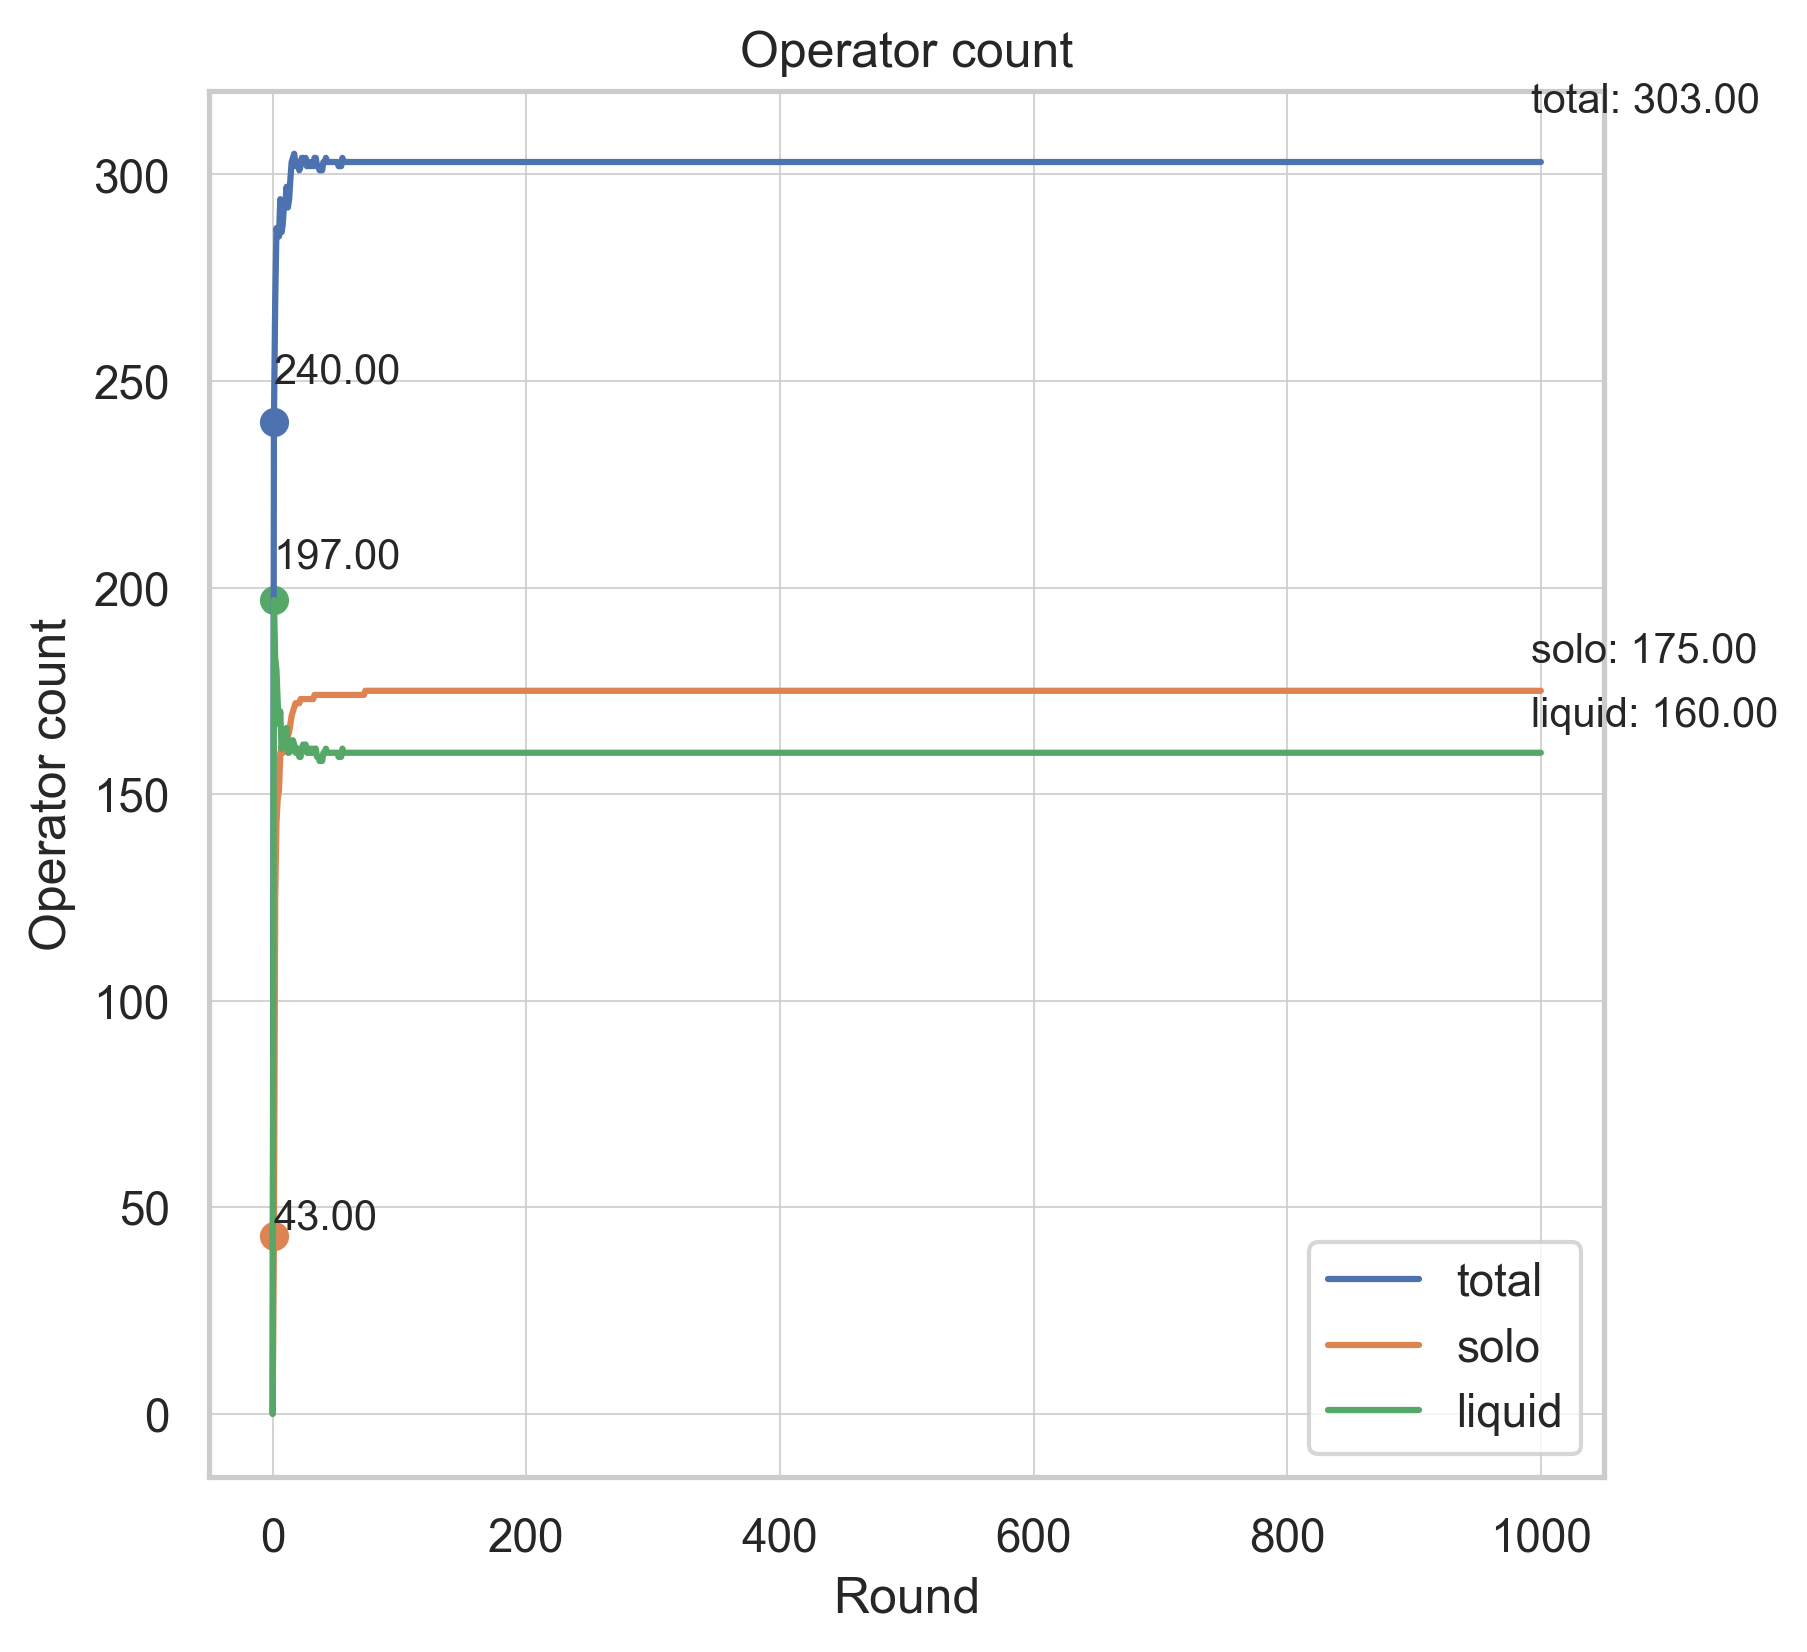 Operator count
total: 303.00
300
250
240.00
197.00
200
solo: 175.00
liquid: 160.00
150
100
50
43.00
0
Operator count
total
solo
liquid
0 200 400 600 800 1000
Round